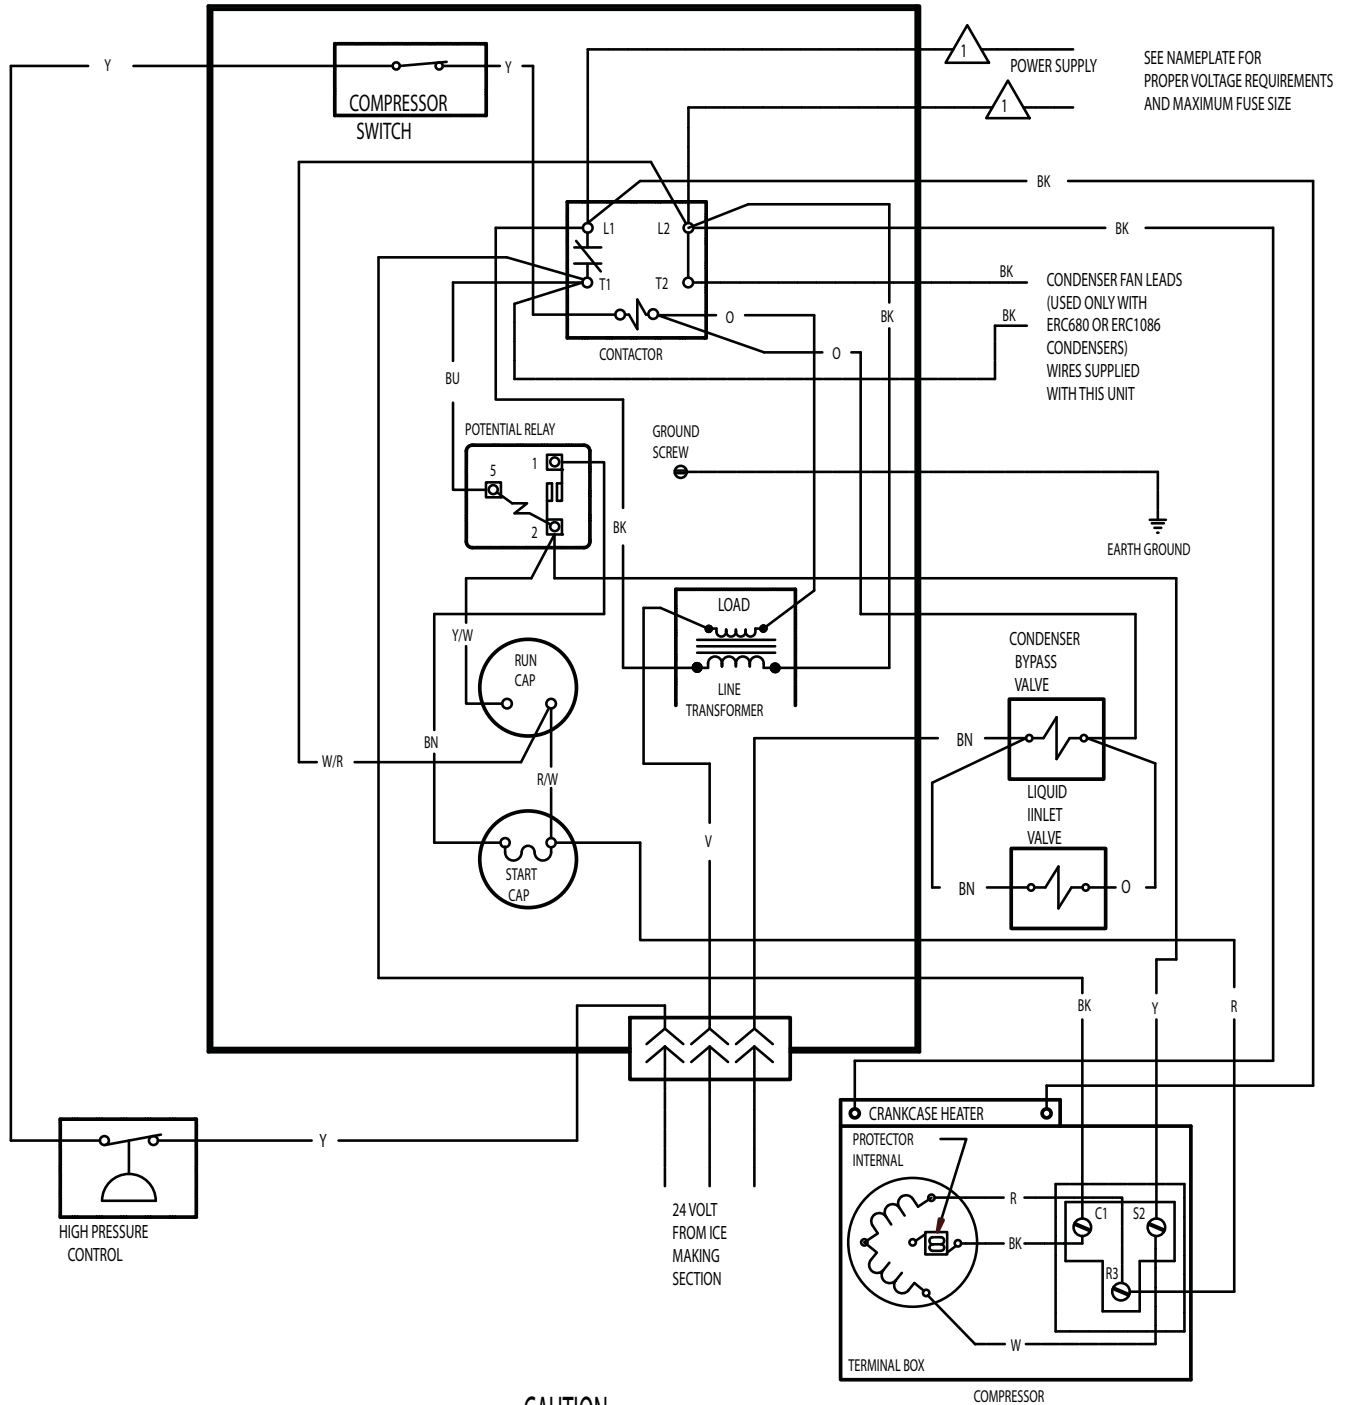 1
POWER SUPPLY
1
SEE NAMEPLATE FOR
PROPER VOLTAGE REQUIREMENTS
AND MAXIMUM FUSE SIZE
Y
Y
COMPRESSOR
SWITCH
BK
L1
L2
BK
T1
T2
BK
BK
CONDENSER FAN LEADS
(USED ONLY WITH
ERC680 OR ERC1086
CONDENSERS)
WIRES SUPPLIED
WITH THIS UNIT
O
BK
CONTACTOR
O
BU
POTENTIAL RELAY
5
1
2
GROUND
SCREW
BK
EARTH GROUND
LOAD
LINE
TRANSFORMER
Y/W
RUN
CAP
CONDENSER
BYPASS
VALVE
BN
BN
W/R
R/W
LIQUID
IINLET
VALVE
V
START
CAP
BN
O
BK
Y
R
CRANKCASE HEATER
PROTECTOR
INTERNAL
Y
HIGH PRESSURE
CONTROL
24 VOLT
FROM ICE
MAKING
SECTION
R
C1
S2
BK
R3
W
TERMINAL BOX
COMPRESSOR
CAUTION